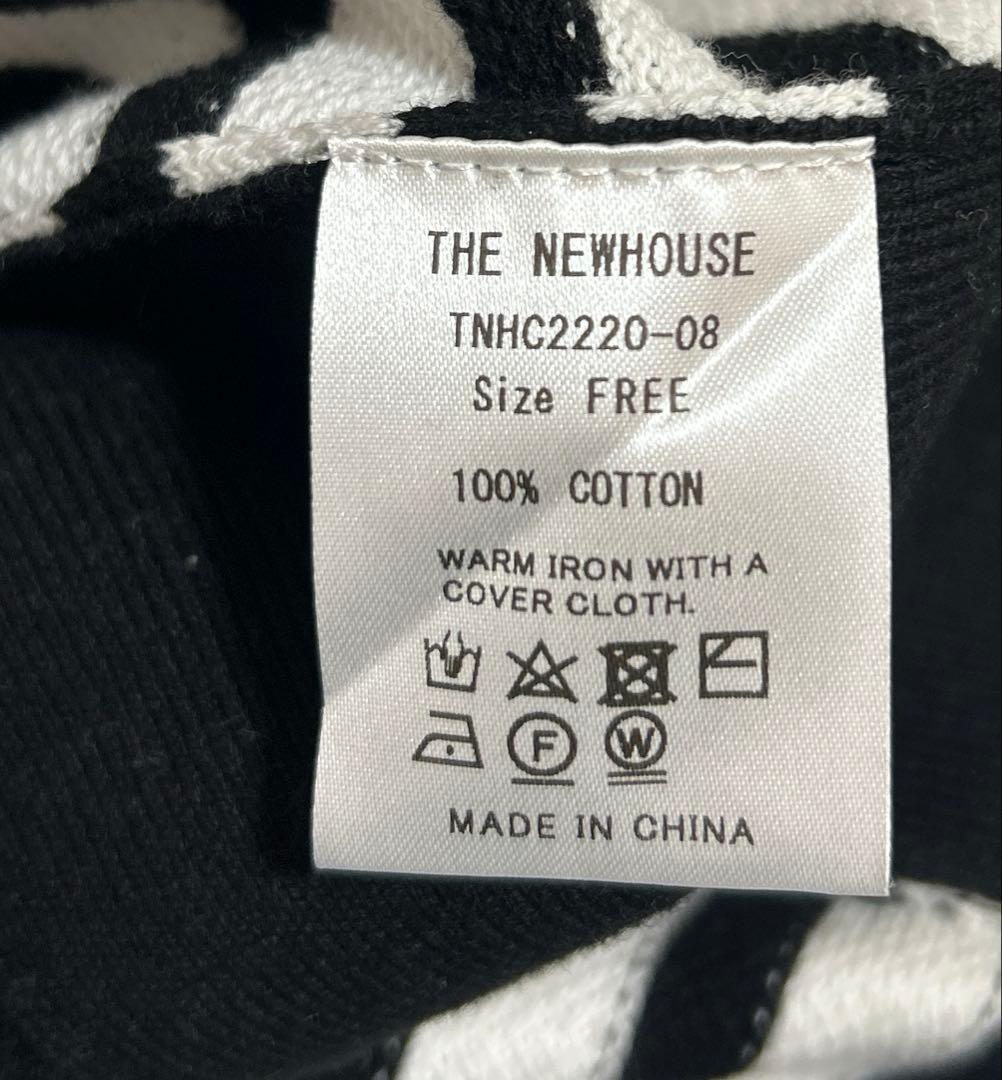 THE NEWHOUSE
TNHC2220-08
Size FREE
100% COTTON
WARM IRON WITH A
COVER CLOTH.
F W
MADE IN CHINA